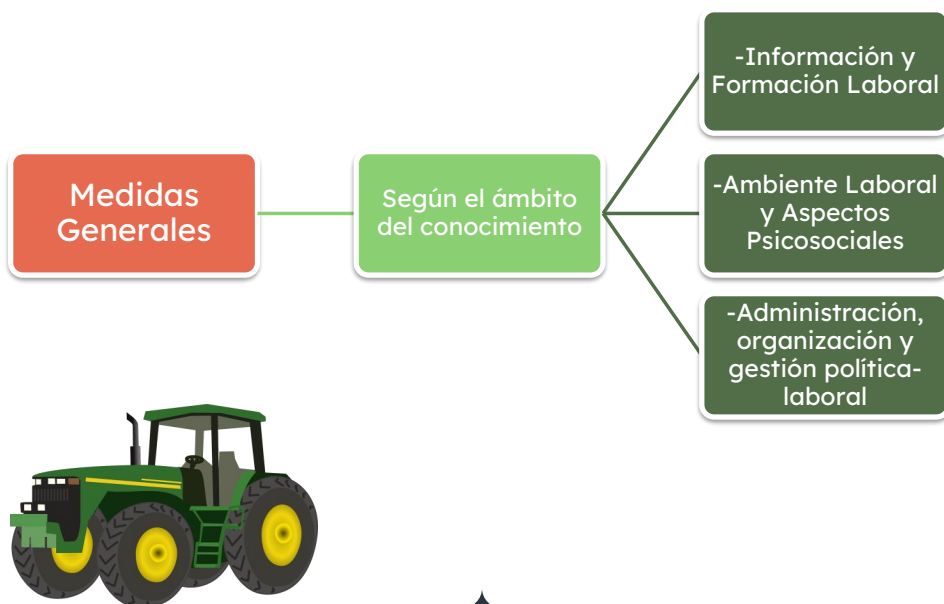 Medidas
Generales
Según el ámbito
del conocimiento
-Información y
Formación Laboral
-Ambiente Laboral
y Aspectos
Psicosociales
-Administración,
organización y
gestión política-
laboral